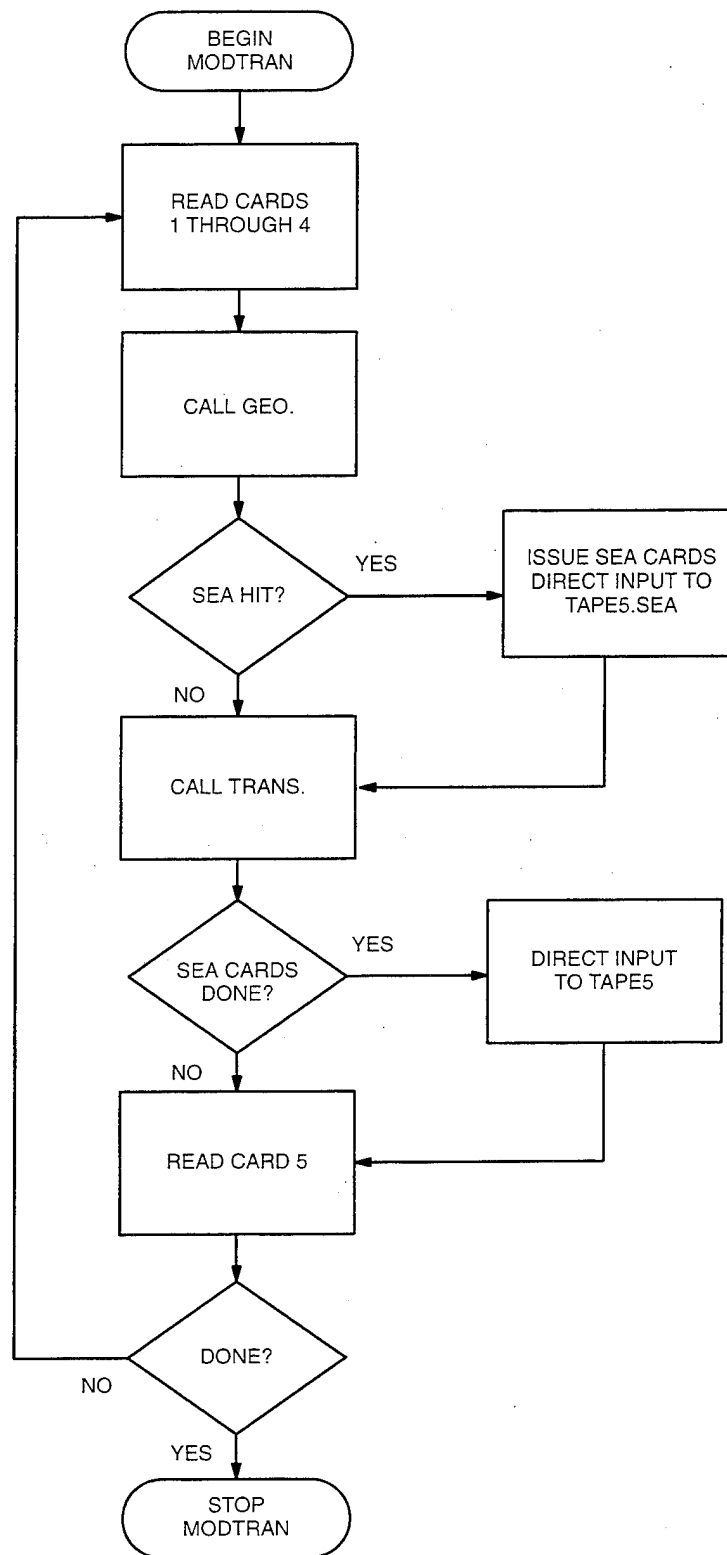 BEGIN
MODTRAN
READ CARDS
1 THROUGH 4
CALL GEO.
SEA HIT?
YES
ISSUE SEA CARDS
DIRECT INPUT TO
TAPE5.SEA
NO
CALL TRANS.
SEA CARDS
DONE?
YES
DIRECT INPUT
TO TAPE5
NO
READ CARD 5
DONE?
NO
YES
STOP
MODTRAN